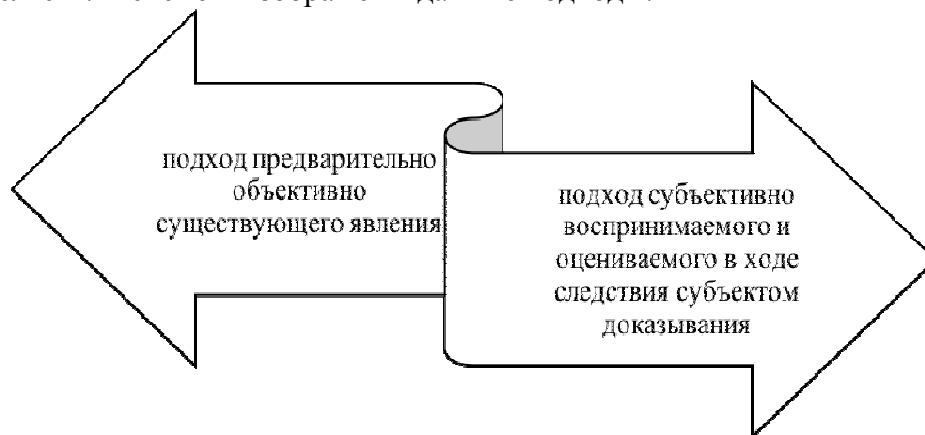 подход предварительно
объективно
существующего явления
подход субъективно
воспринимаемого и
оцениваемого в ходе
следствия субъектом
доказывания